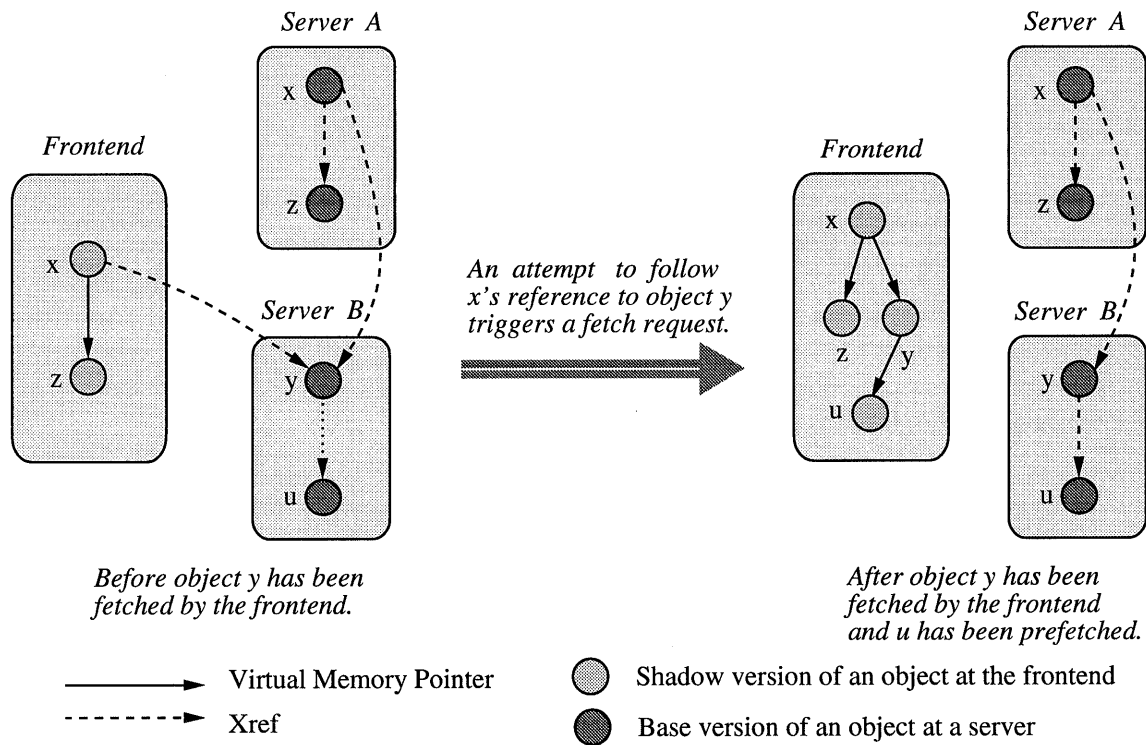 Server A
x
z
Frontend
x
z
Server B
y
u
Before object y has been
fetched by the frontend.
An attempt to follow
x's reference to object y
triggers a fetch request.
Server A
x
z
Frontend
x
z
y
u
Server B
y
u
After object y has been
fetched by the frontend
and u has been prefetched.
Virtual Memory Pointer
Xref
Shadow version of an object at the frontend
Base version of an object at a server